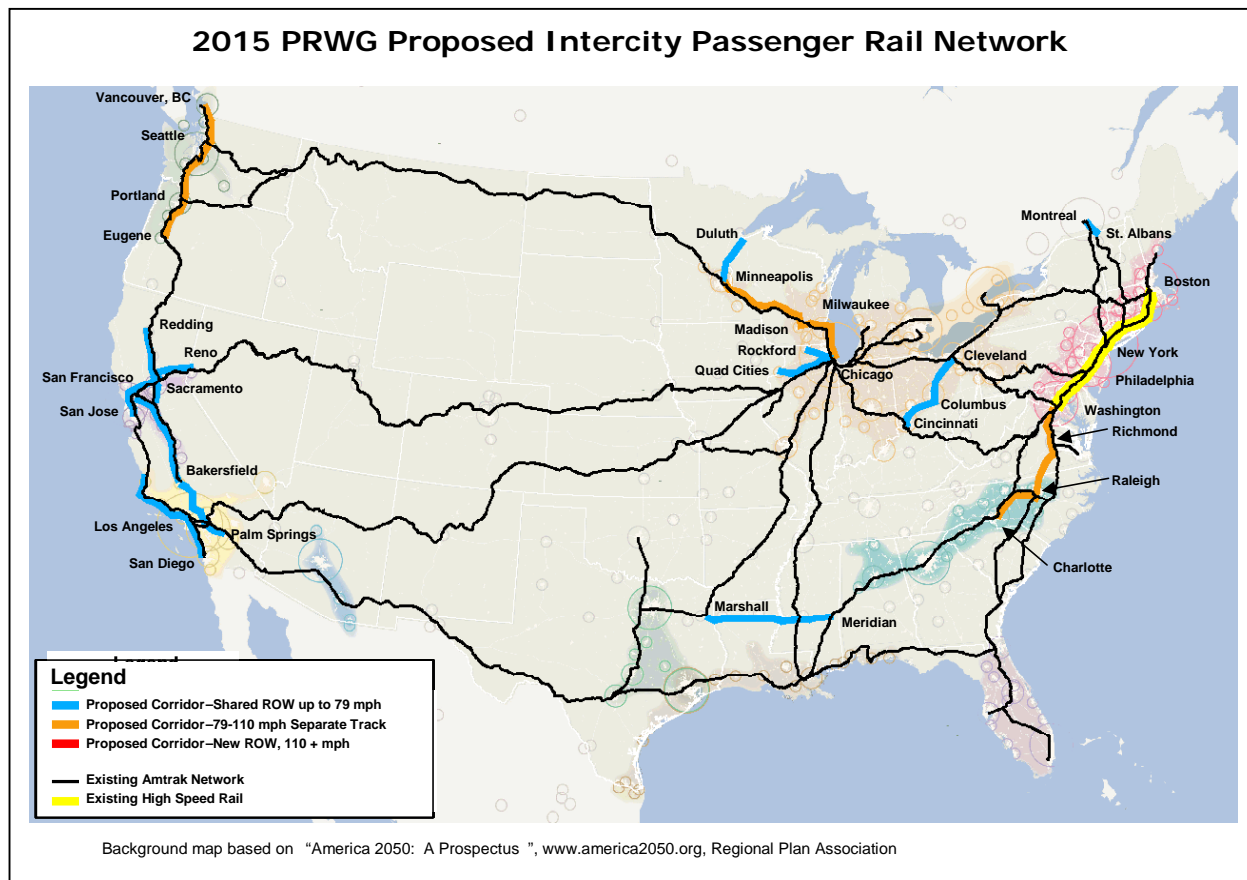 2015 PRWG Proposed Intercity Passenger Rail Network
Vancouver, BC
Seattle
Portland
Eugene
Redding
Reno
San Francisco
Sacramento
San Jose
Bakersfield
Los Angeles
Palm Springs
San Diego
Duluth
Minneapolis
Milwaukee
Madison
Rockford
Quad Cities
Chicago
Cleveland
Columbus
Cincinnati
Marshall
Meridian
Montreal
St. Albans
Boston
New York
Philadelphia
Washington
Richmond
Raleigh
Charlotte
Legend
Proposed Corridor–Shared ROW up to 79 mph
Proposed Corridor–79-110 mph Separate Track
Proposed Corridor–New ROW, 110 + mph
Existing Amtrak Network
Existing High Speed Rail
Background map based on “America 2050: A Prospectus ”, www.america2050.org, Regional Plan Association